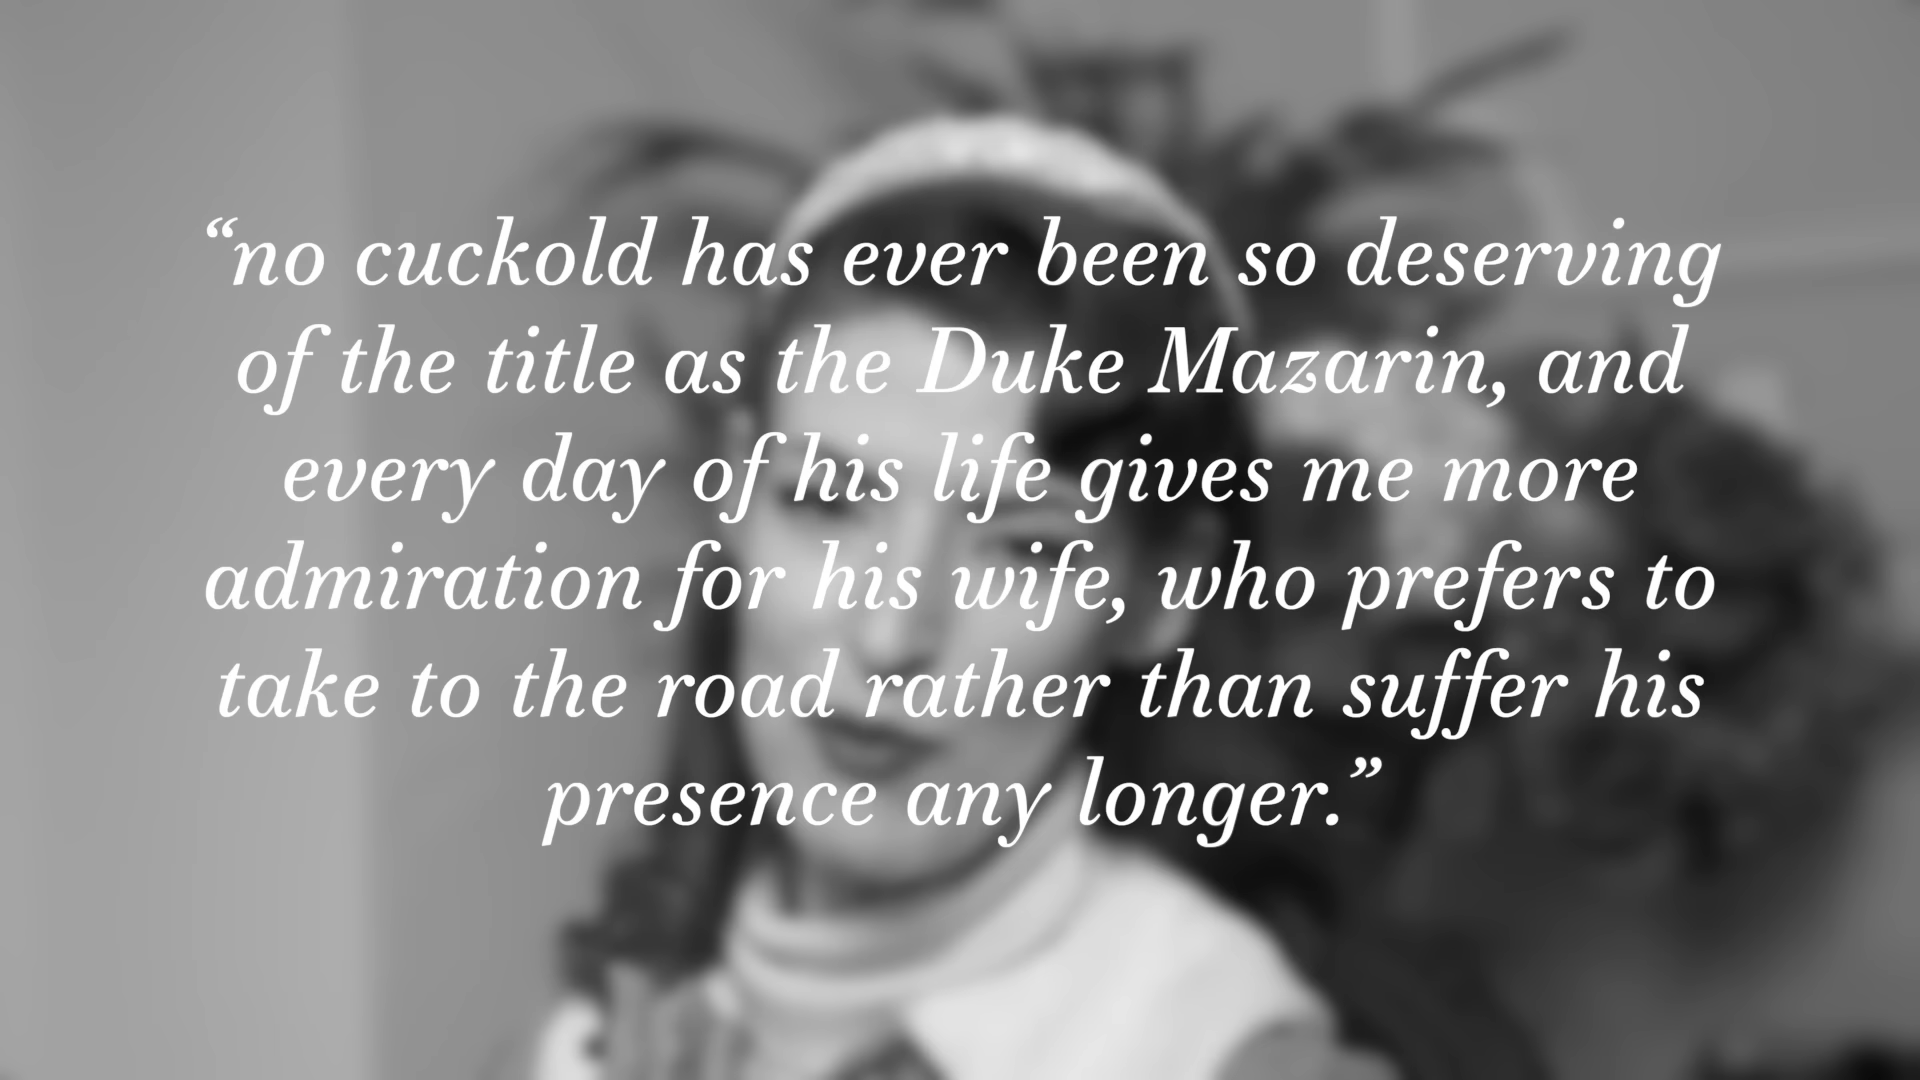 “no cuckold has ever been so deserving
of the title as the Duke Mazarin, and
every day of his life gives me more
admiration for his wife, who prefers to
take to the road rather than suffer his
presence any longer.”